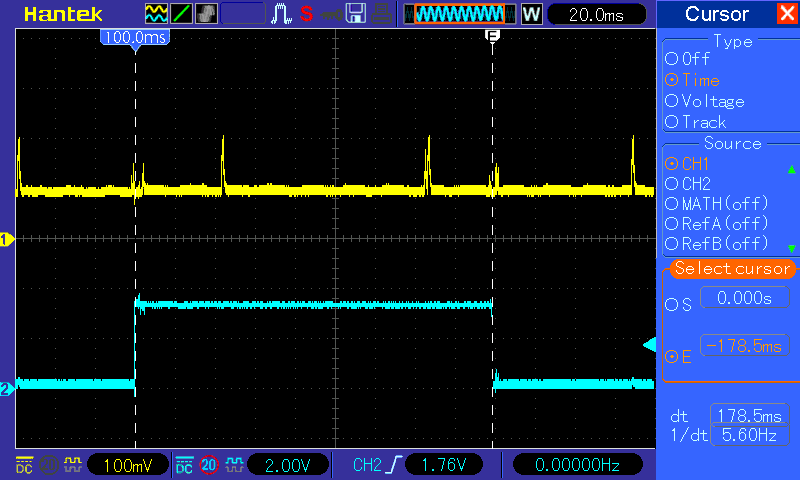 Hantek
S
W
20.0ms
Cursor
X
100.0ms
E
Type
Off
Time
Voltage
Track
Source
CH1
CH2
MATH(off)
RefA(off)
RefB(off)
1
Select cursor
S
0.000s
E
-178.5ms
2
dt
178.5ms
1/dt
5.60Hz
DC
20
100mV
DC
20
2.00V
CH2
1.76V
0.00000Hz